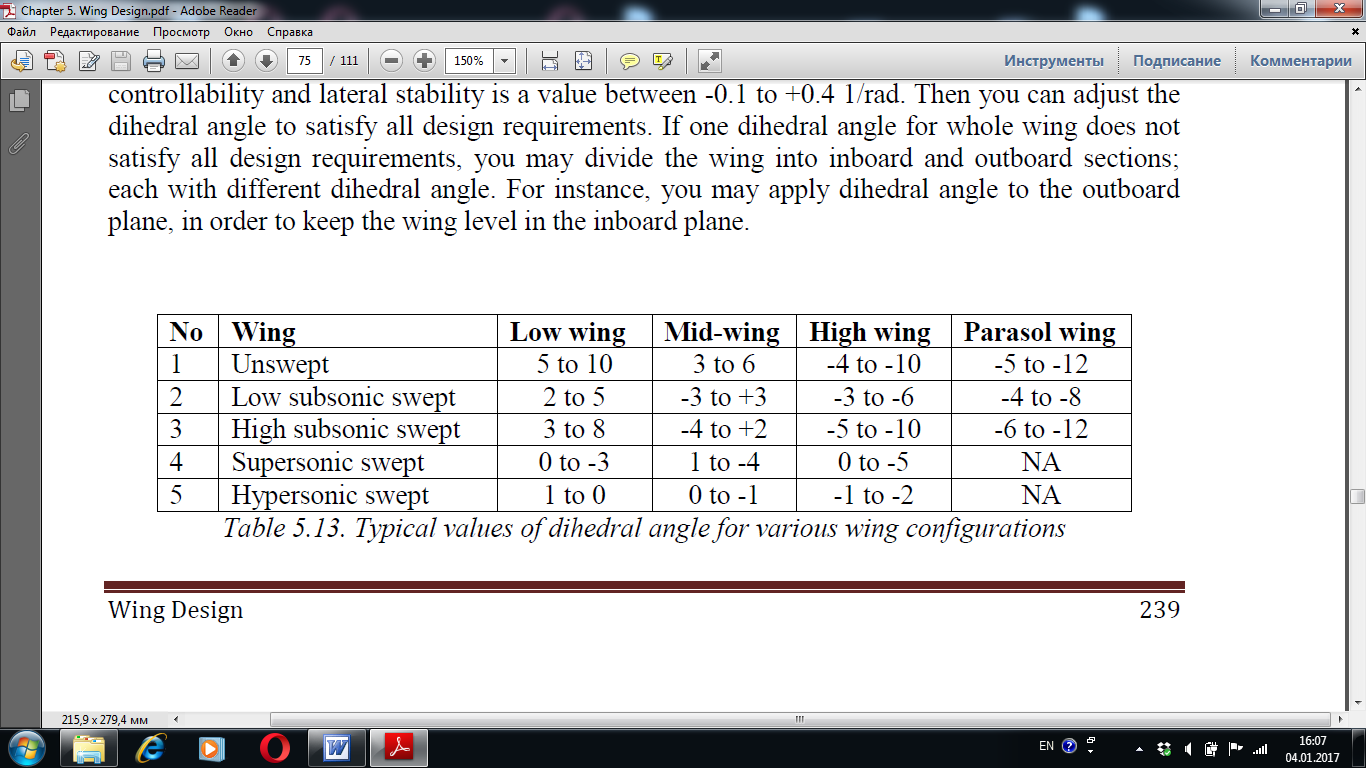 Chapter 5. Wing Design.pdf - Adobe Reader
Файл Редактирование Просмотр Окно Справка
75 / 111 150% Инструменты Подписание Комментарии
controllability and lateral stability is a value between -0.1 to +0.4 1/rad. Then you can adjust the
dihedral angle to satisfy all design requirements. If one dihedral angle for whole wing does not
satisfy all design requirements, you may divide the wing into inboard and outboard sections;
each with different dihedral angle. For instance, you may apply dihedral angle to the outboard
plane, in order to keep the wing level in the inboard plane.
No Wing Low wing Mid-wing High wing Parasol wing
1 Unswept 5 to 10 3 to 6 -4 to -10 -5 to -12
2 Low subsonic swept 2 to 5 -3 to +3 -3 to -6 -4 to -8
3 High subsonic swept 3 to 8 -4 to +2 -5 to -10 -6 to -12
4 Supersonic swept 0 to -3 1 to -4 0 to -5 NA
5 Hypersonic swept 1 to 0 0 to -1 -1 to -2 NA
Table 5.13. Typical values of dihedral angle for various wing configurations
Wing Design 239
215,9 x 279,4 мм
EN 16:07
04.01.2017